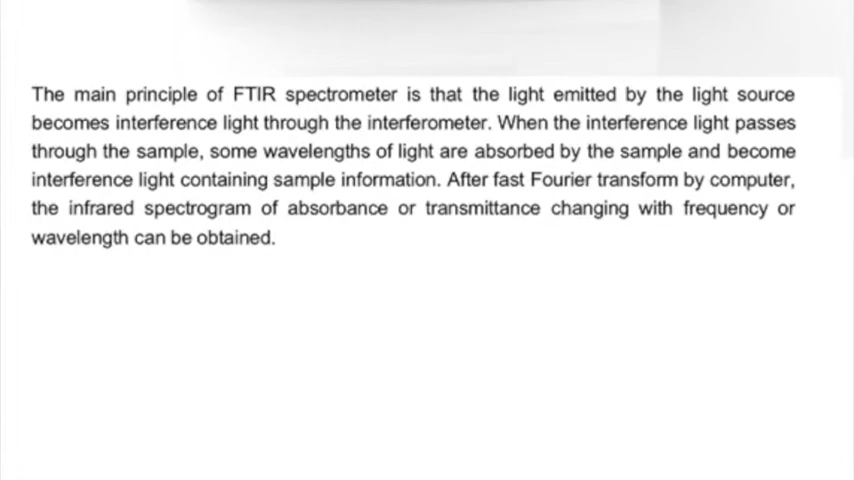 The main principle of FTIR spectrometer is that the light emitted by the light source
becomes interference light through the interferometer. When the interference light passes
through the sample, some wavelengths of light are absorbed by the sample and become
interference light containing sample information. After fast Fourier transform by computer,
the infrared spectrogram of absorbance or transmittance changing with frequency or
wavelength can be obtained.